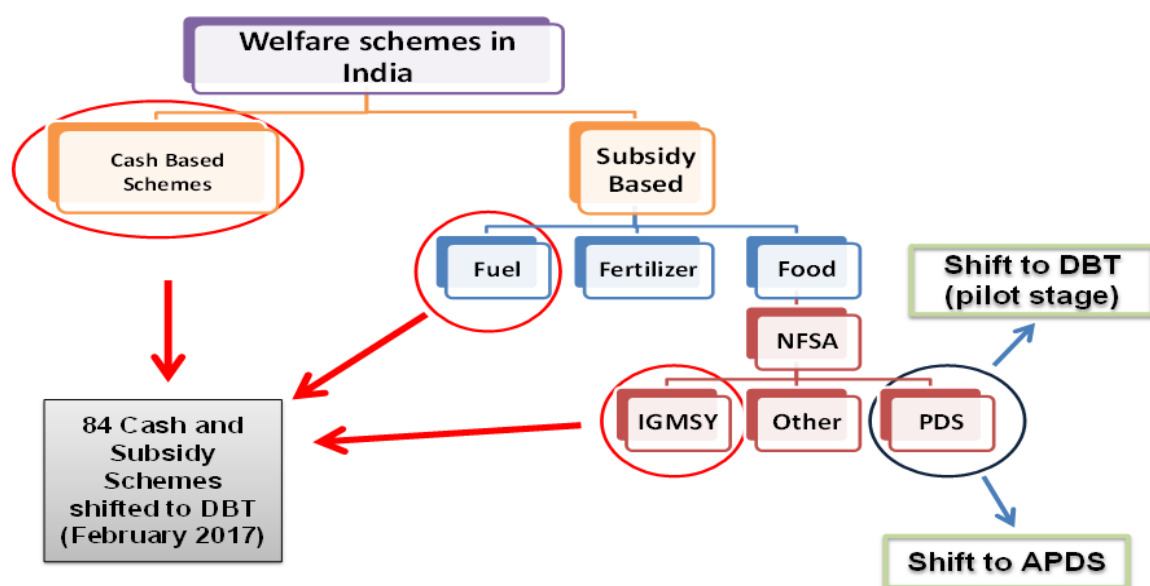 Welfare schemes in
India
Cash Based
Schemes
Subsidy
Based
Fuel
Fertilizer
Food
Shift to DBT
(pilot stage)
NFSA
IGMSY
Other
PDS
84 Cash and
Subsidy
Schemes
shifted to DBT
(February 2017)
Shift to APDS